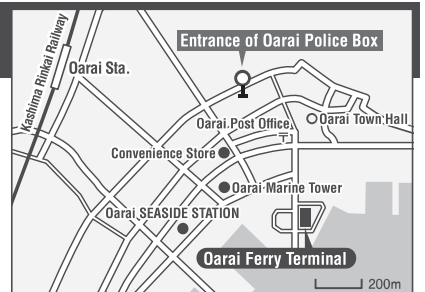 Entrance of Oarai Police Box
Kashima Rinkai Railway
Oarai Sta.
Oarai Post Office
Oarai Town Hall
Convenience Store
Oarai Marine Tower
Oarai SEASIDE STATION
Oarai Ferry Terminal
200m